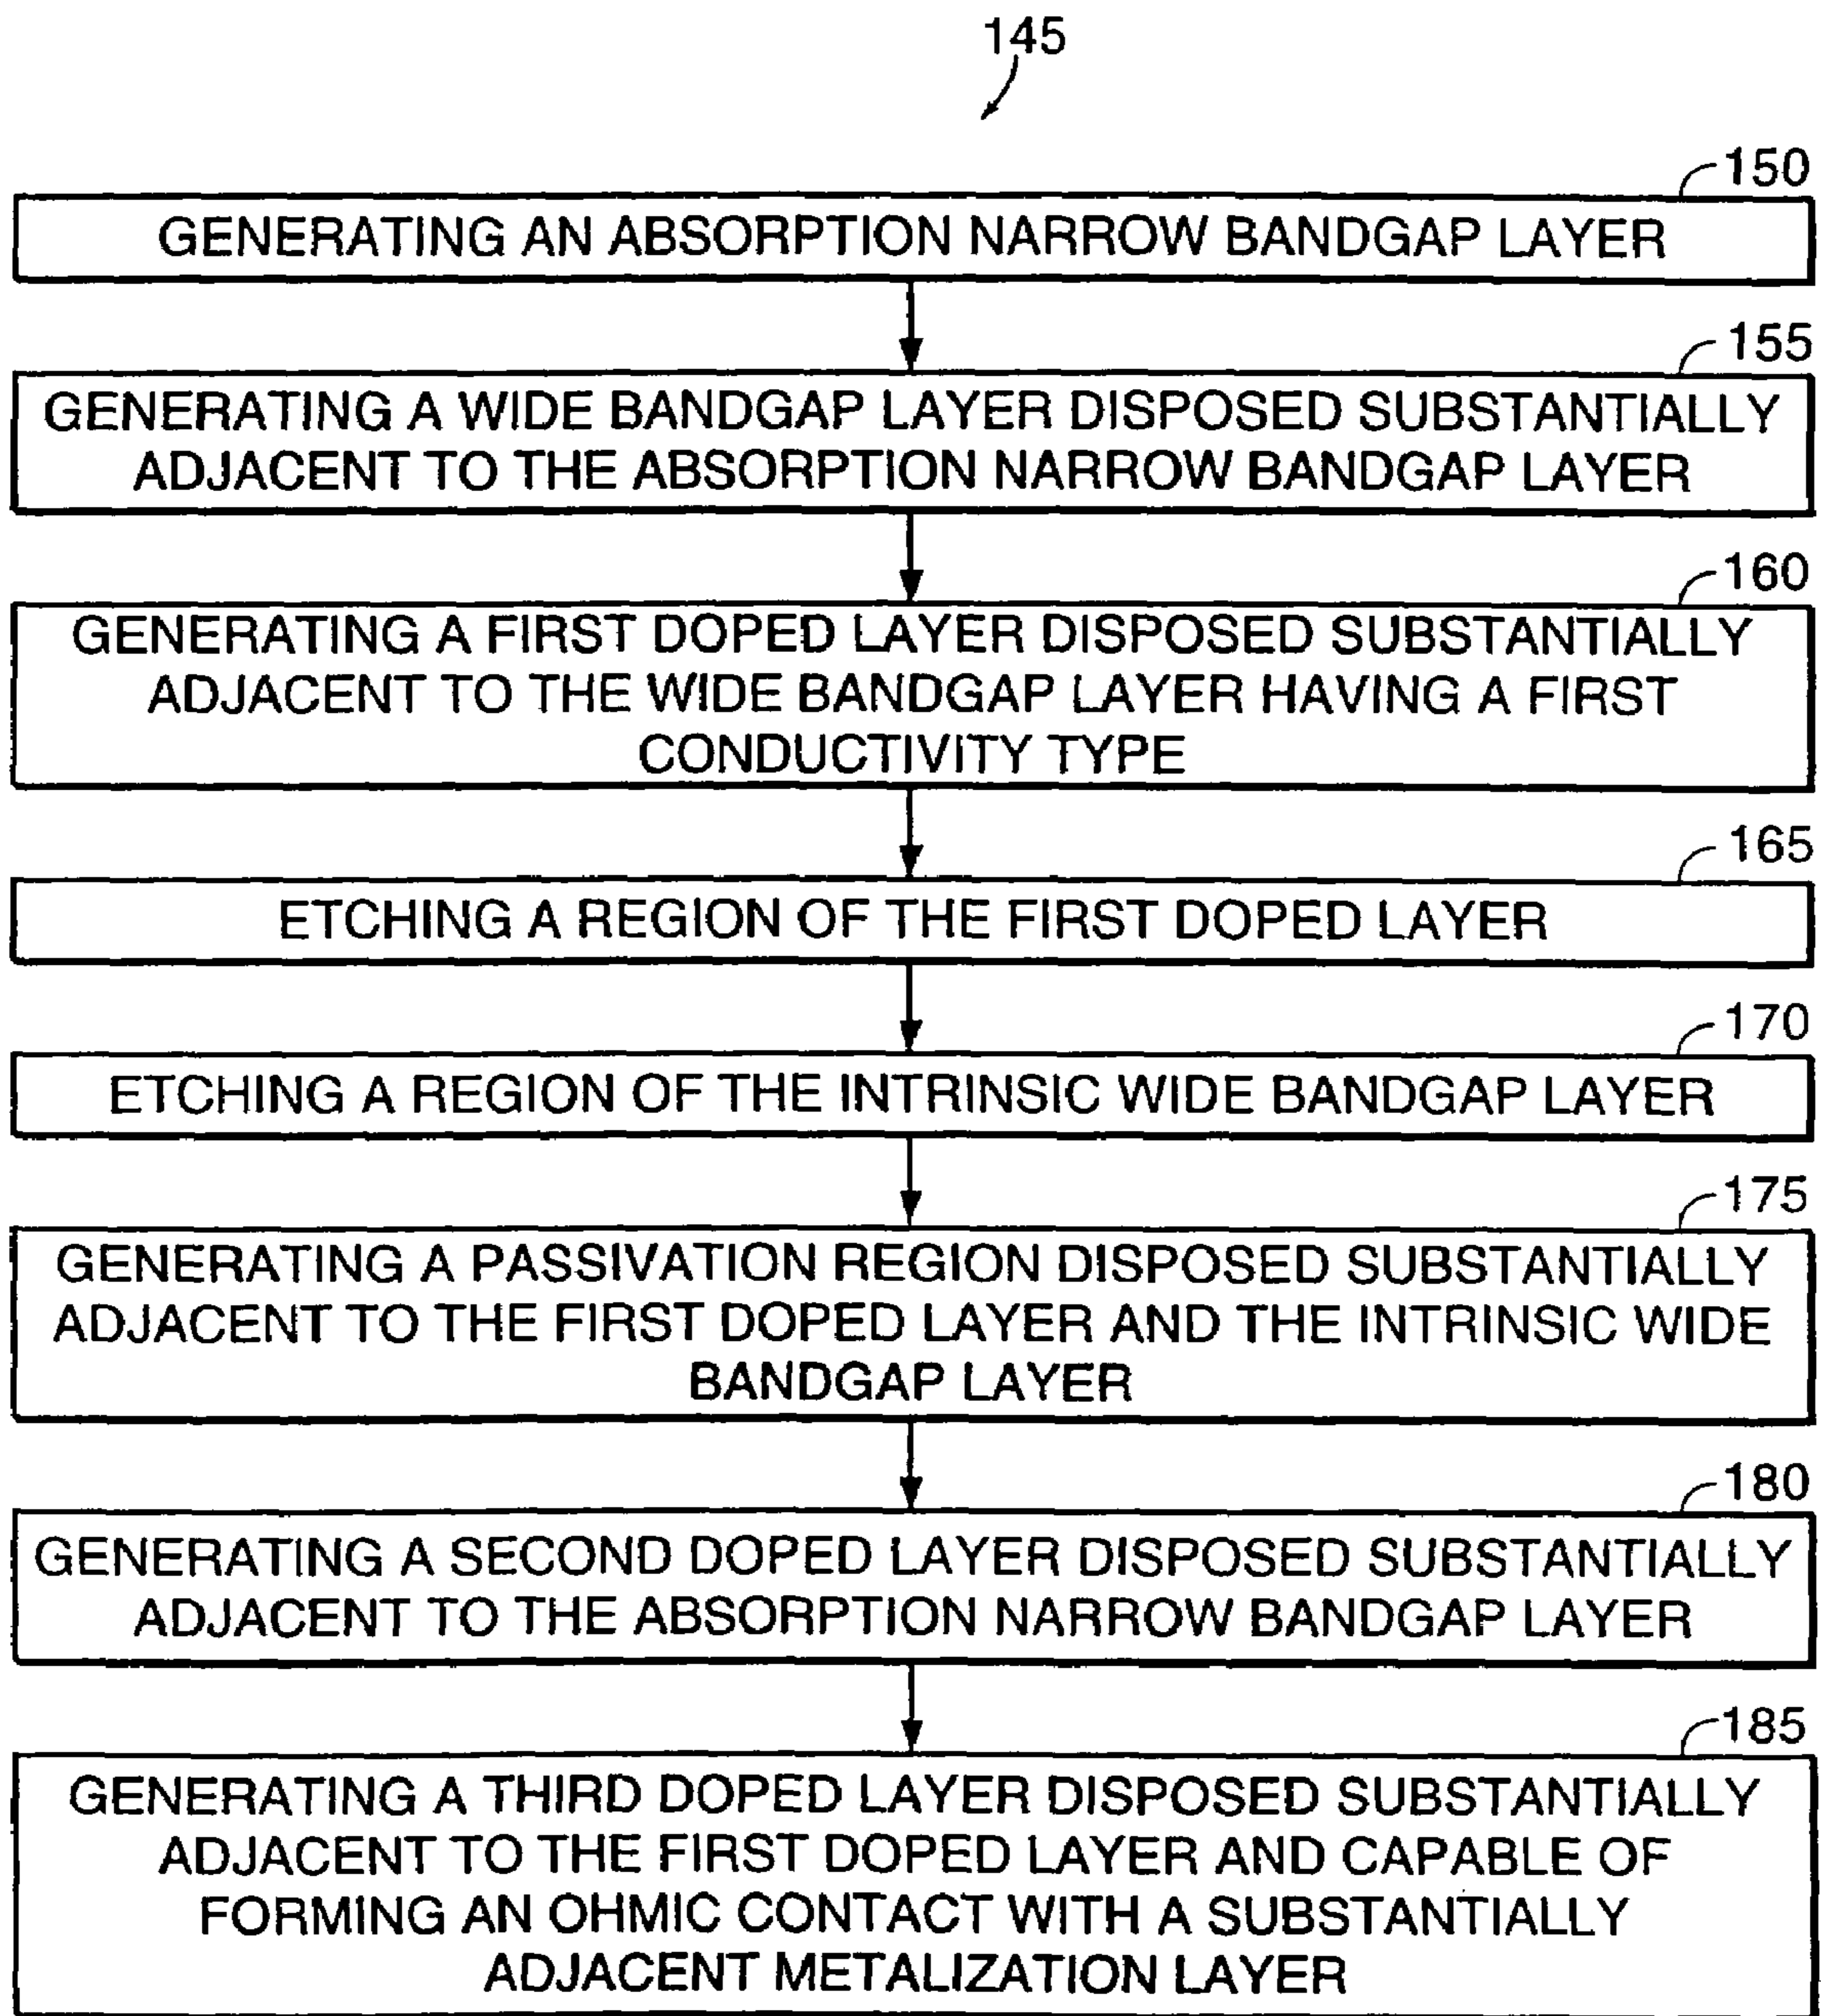 145
150
GENERATING AN ABSORPTION NARROW BANDGAP LAYER
155
GENERATING A WIDE BANDGAP LAYER DISPOSED SUBSTANTIALLY
ADJACENT TO THE ABSORPTION NARROW BANDGAP LAYER
160
GENERATING A FIRST DOPED LAYER DISPOSED SUBSTANTIALLY
ADJACENT TO THE WIDE BANDGAP LAYER HAVING A FIRST
CONDUCTIVITY TYPE
165
ETCHING A REGION OF THE FIRST DOPED LAYER
170
ETCHING A REGION OF THE INTRINSIC WIDE BANDGAP LAYER
175
GENERATING A PASSIVATION REGION DISPOSED SUBSTANTIALLY
ADJACENT TO THE FIRST DOPED LAYER AND THE INTRINSIC WIDE
BANDGAP LAYER
180
GENERATING A SECOND DOPED LAYER DISPOSED SUBSTANTIALLY
ADJACENT TO THE ABSORPTION NARROW BANDGAP LAYER
185
GENERATING A THIRD DOPED LAYER DISPOSED SUBSTANTIALLY
ADJACENT TO THE FIRST DOPED LAYER AND CAPABLE OF
FORMING AN OHMIC CONTACT WITH A SUBSTANTIALLY
ADJACENT METALIZATION LAYER